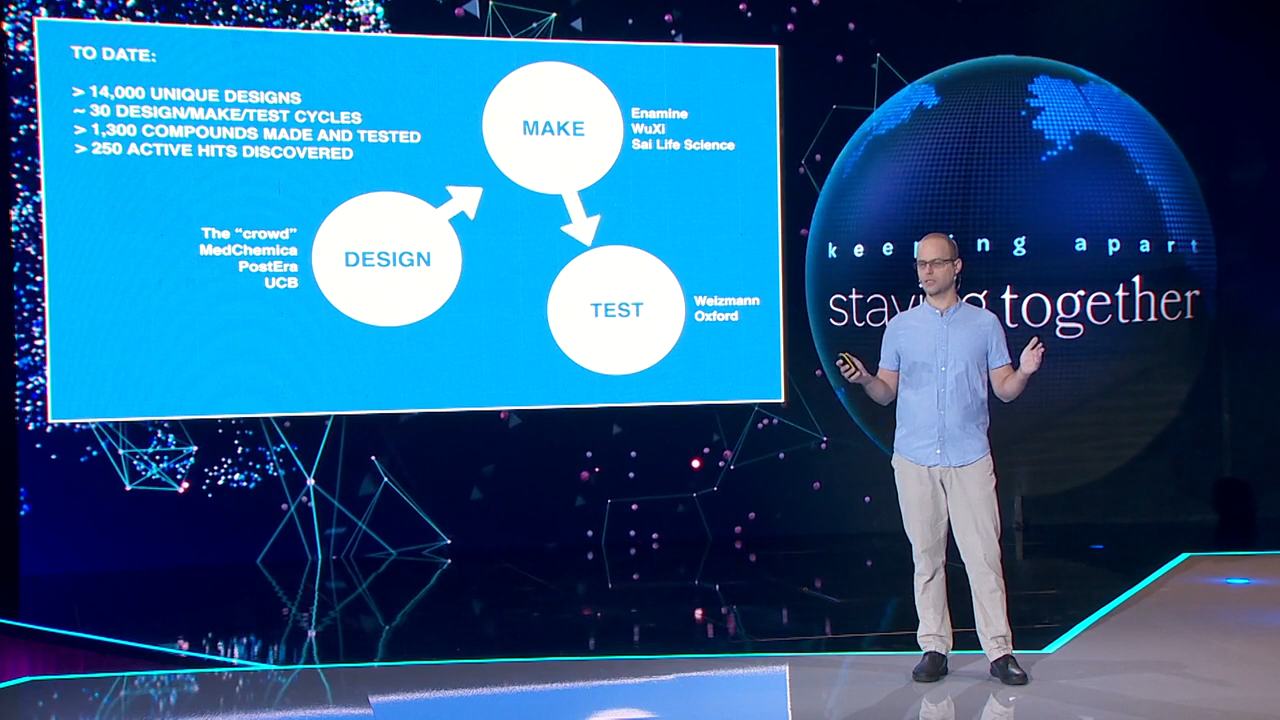 TO DATE:
> 14,000 UNIQUE DESIGNS
~ 30 DESIGN/MAKE/TEST CYCLES
> 1,300 COMPOUNDS MADE AND TESTED
> 250 ACTIVE HITS DISCOVERED
MAKE
Enamine
WuXi
Sai Life Science
The “crowd”
MedChemica
PostEra
UCB
DESIGN
TEST
Weizmann
Oxford
apart
together